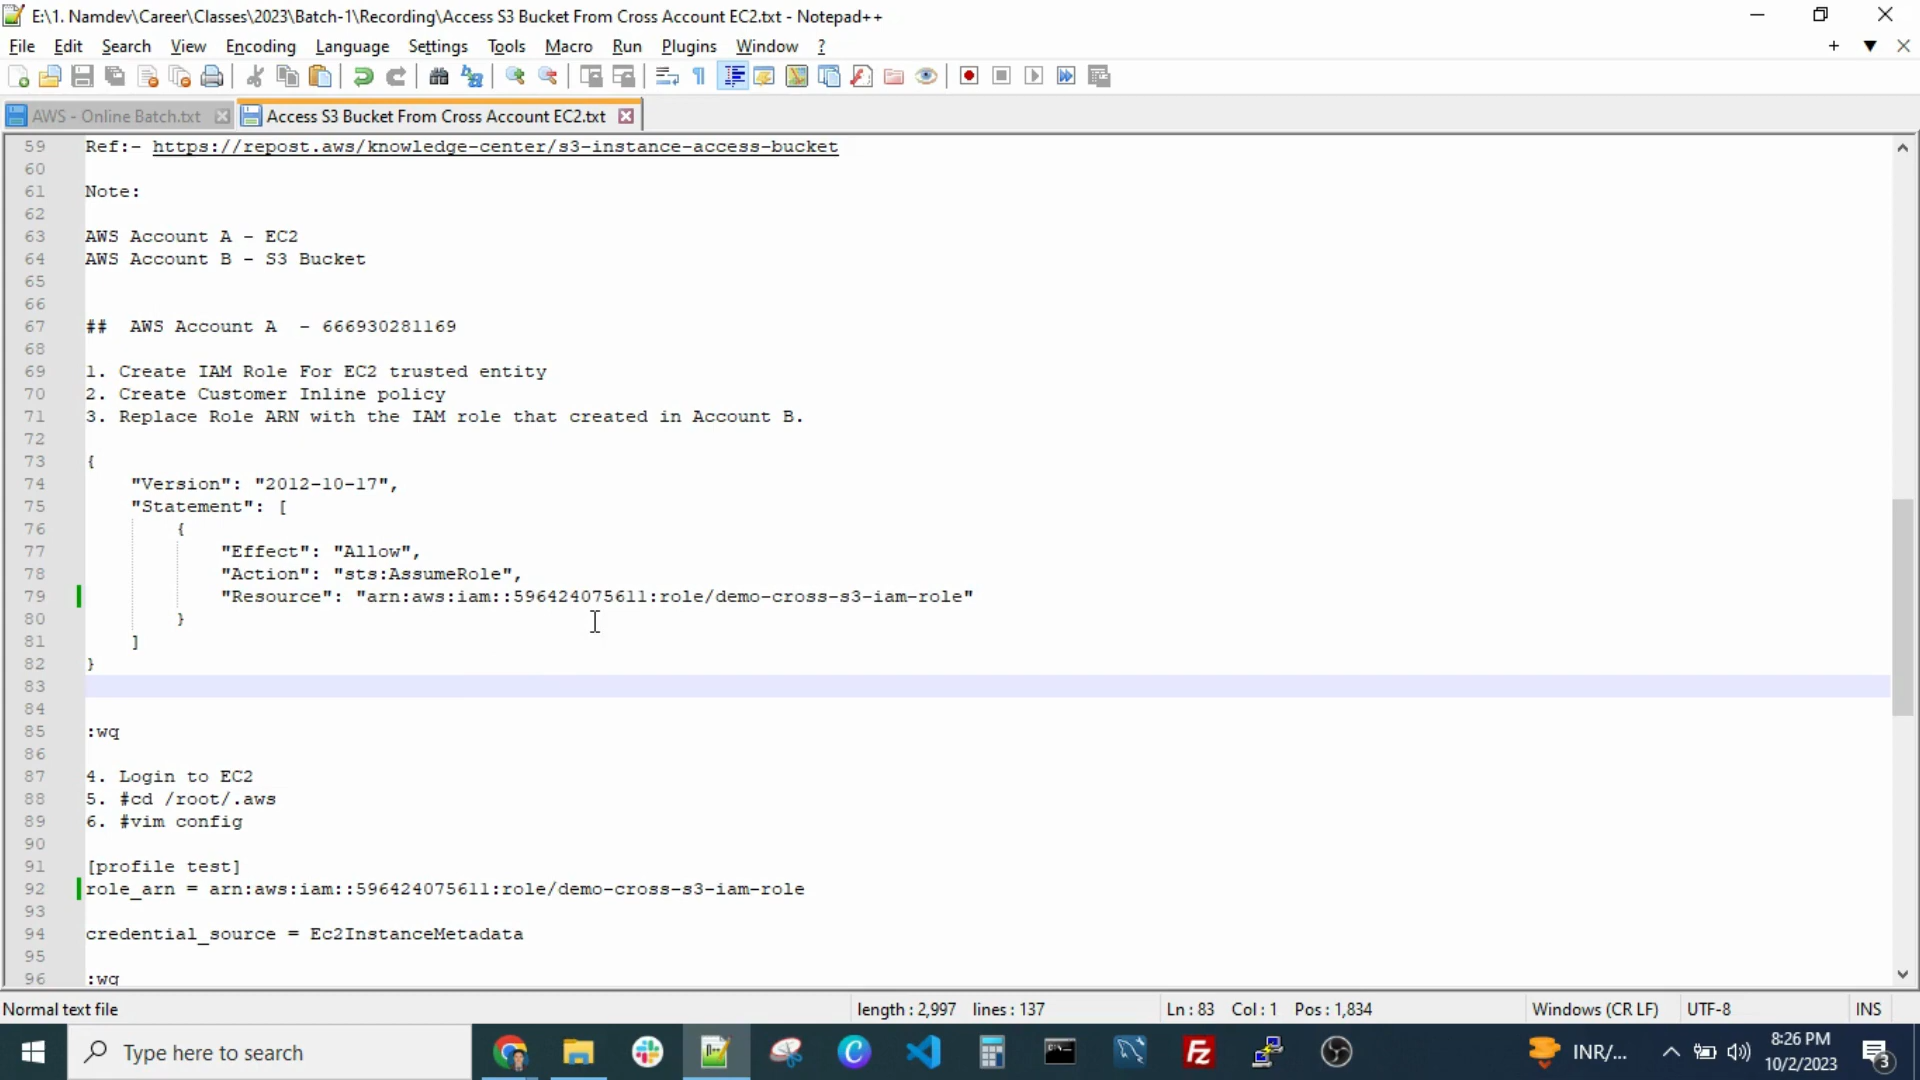 E:\1. Namdev\Career\Classes\2023\Batch-1\Recording\Access S3 Bucket From Cross Account EC2.txt - Notepad++
File Edit Search View Encoding Language Settings Tools Macro Run Plugins Window ?
AWS - Online Batch.txt Access S3 Bucket From Cross Account EC2.txt
59 Ref:- https://repost.aws/knowledge-center/s3-instance-access-bucket
60
61 Note:
62
63 AWS Account A - EC2
64 AWS Account B - S3 Bucket
65
66
67 ##  AWS Account A  - 666930281169
68
69 1. Create IAM Role For EC2 trusted entity
70 2. Create Customer Inline policy
71 3. Replace Role ARN with the IAM role that created in Account B.
72
73 {
74     "Version": "2012-10-17",
75     "Statement": [
76         {
77             "Effect": "Allow",
78             "Action": "sts:AssumeRole",
79             "Resource": "arn:aws:iam::596424075611:role/demo-cross-s3-iam-role"
80         }
81     ]
82 }
83
84
85 :wq
86
87 4. Login to EC2
88 5. #cd /root/.aws
89 6. #vim config
90
91 [profile test]
92 role_arn = arn:aws:iam::596424075611:role/demo-cross-s3-iam-role
93
94 credential_source = Ec2InstanceMetadata
95
96 :wq
Normal text file length : 2,997 lines : 137 Ln : 83 Col : 1 Pos : 1,834 Windows (CR LF) UTF-8 INS
Type here to search INR/... 8:26 PM
10/2/2023 3